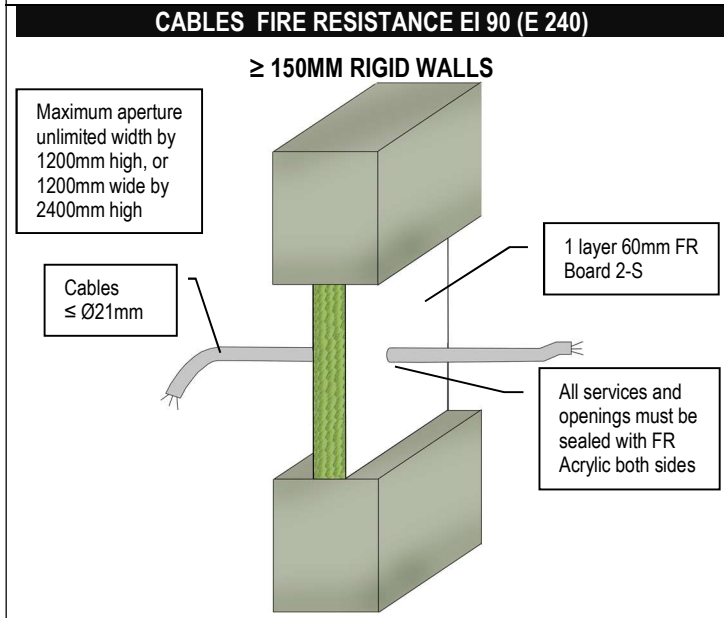 CABLES FIRE RESISTANCE EI 90 (E 240)
≥ 150MM RIGID WALLS
Maximum aperture
unlimited width by
1200mm high, or
1200mm wide by
2400mm high
1 layer 60mm FR
Board 2-S
Cables
≤ Ø21mm
All services and
openings must be
sealed with FR
Acrylic both sides